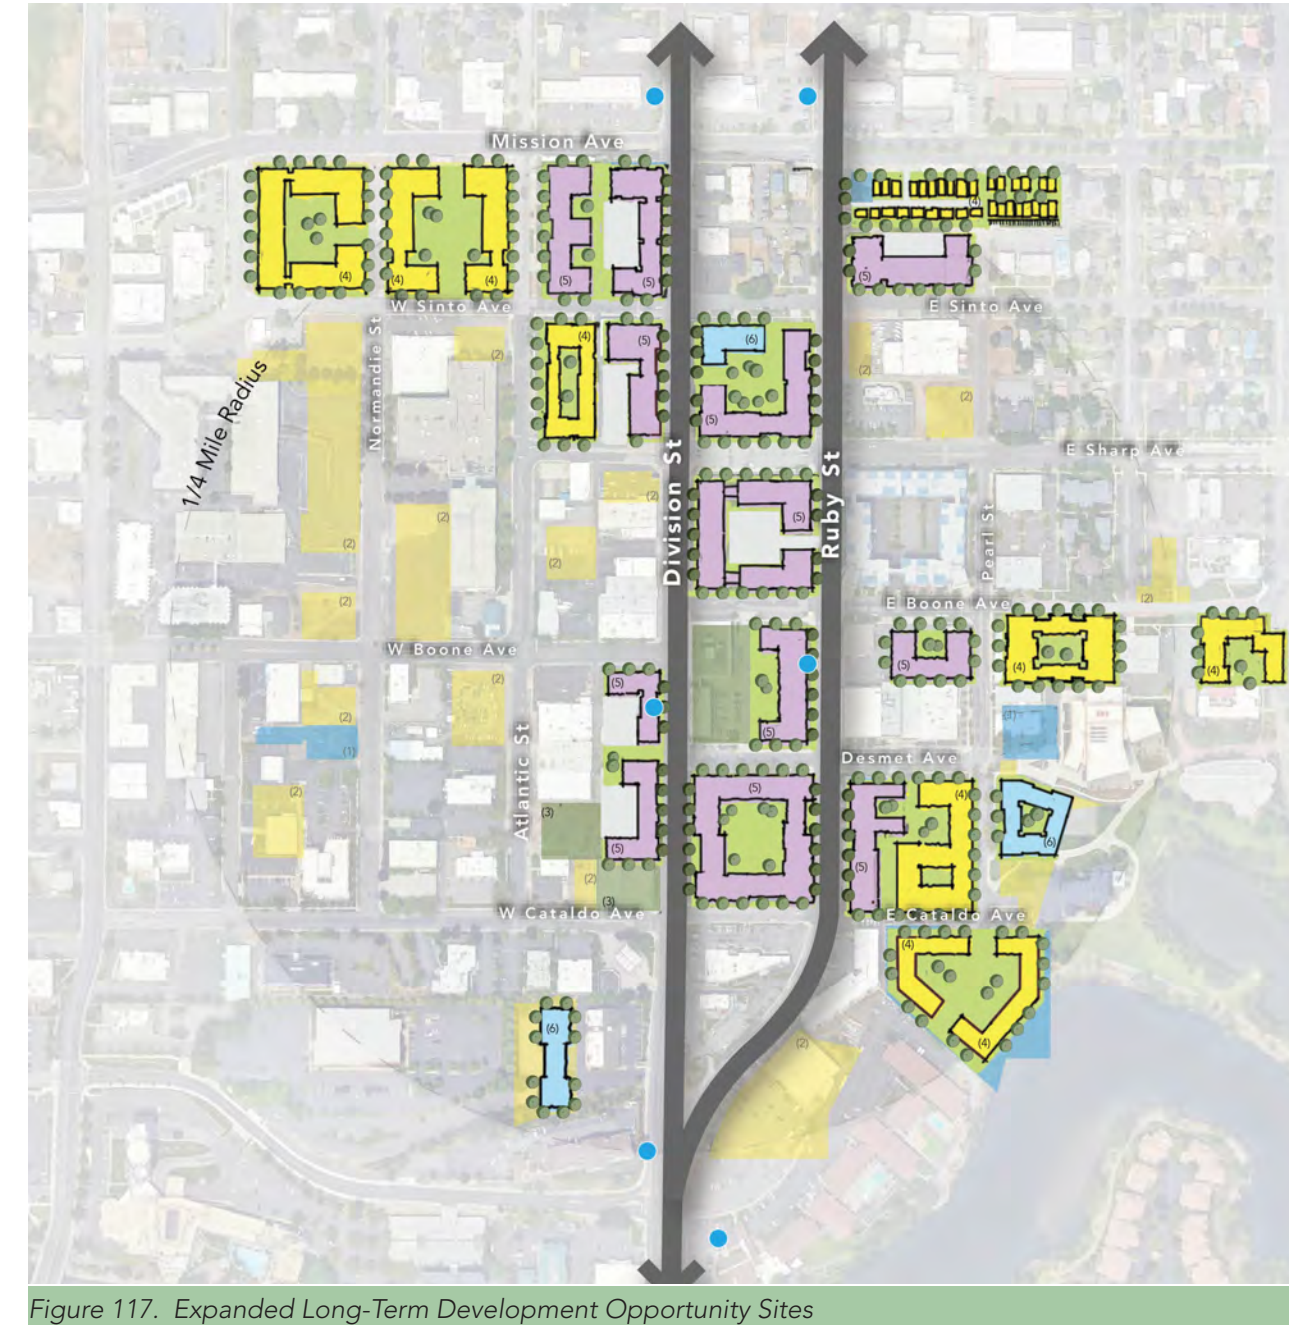 Mission Ave
(4)
(4)
(4)
(4)
(5)
(5)
(5)
W Sinto Ave
E Sinto Ave
Normandie St
(2)
(4)
(5)
(6)
(5)
(2)
(2)
1/4 Mile Radius
Division St
Ruby St
E Sharp Ave
Pearl St
(2)
(2)
(2)
(2)
(5)
(2)
(2)
E Boone Ave
W Boone Ave
(5)
(4)
(4)
(2)
(2)
(1)
(5)
(5)
(1)
Atlantic St
Desmet Ave
(2)
(3)
(5)
(5)
(5)
(4)
(6)
(2)
(3)
W Cataldo Ave
E Cataldo Ave
(4)
(4)
(6)
(2)
Figure 117. Expanded Long-Term Development Opportunity Sites